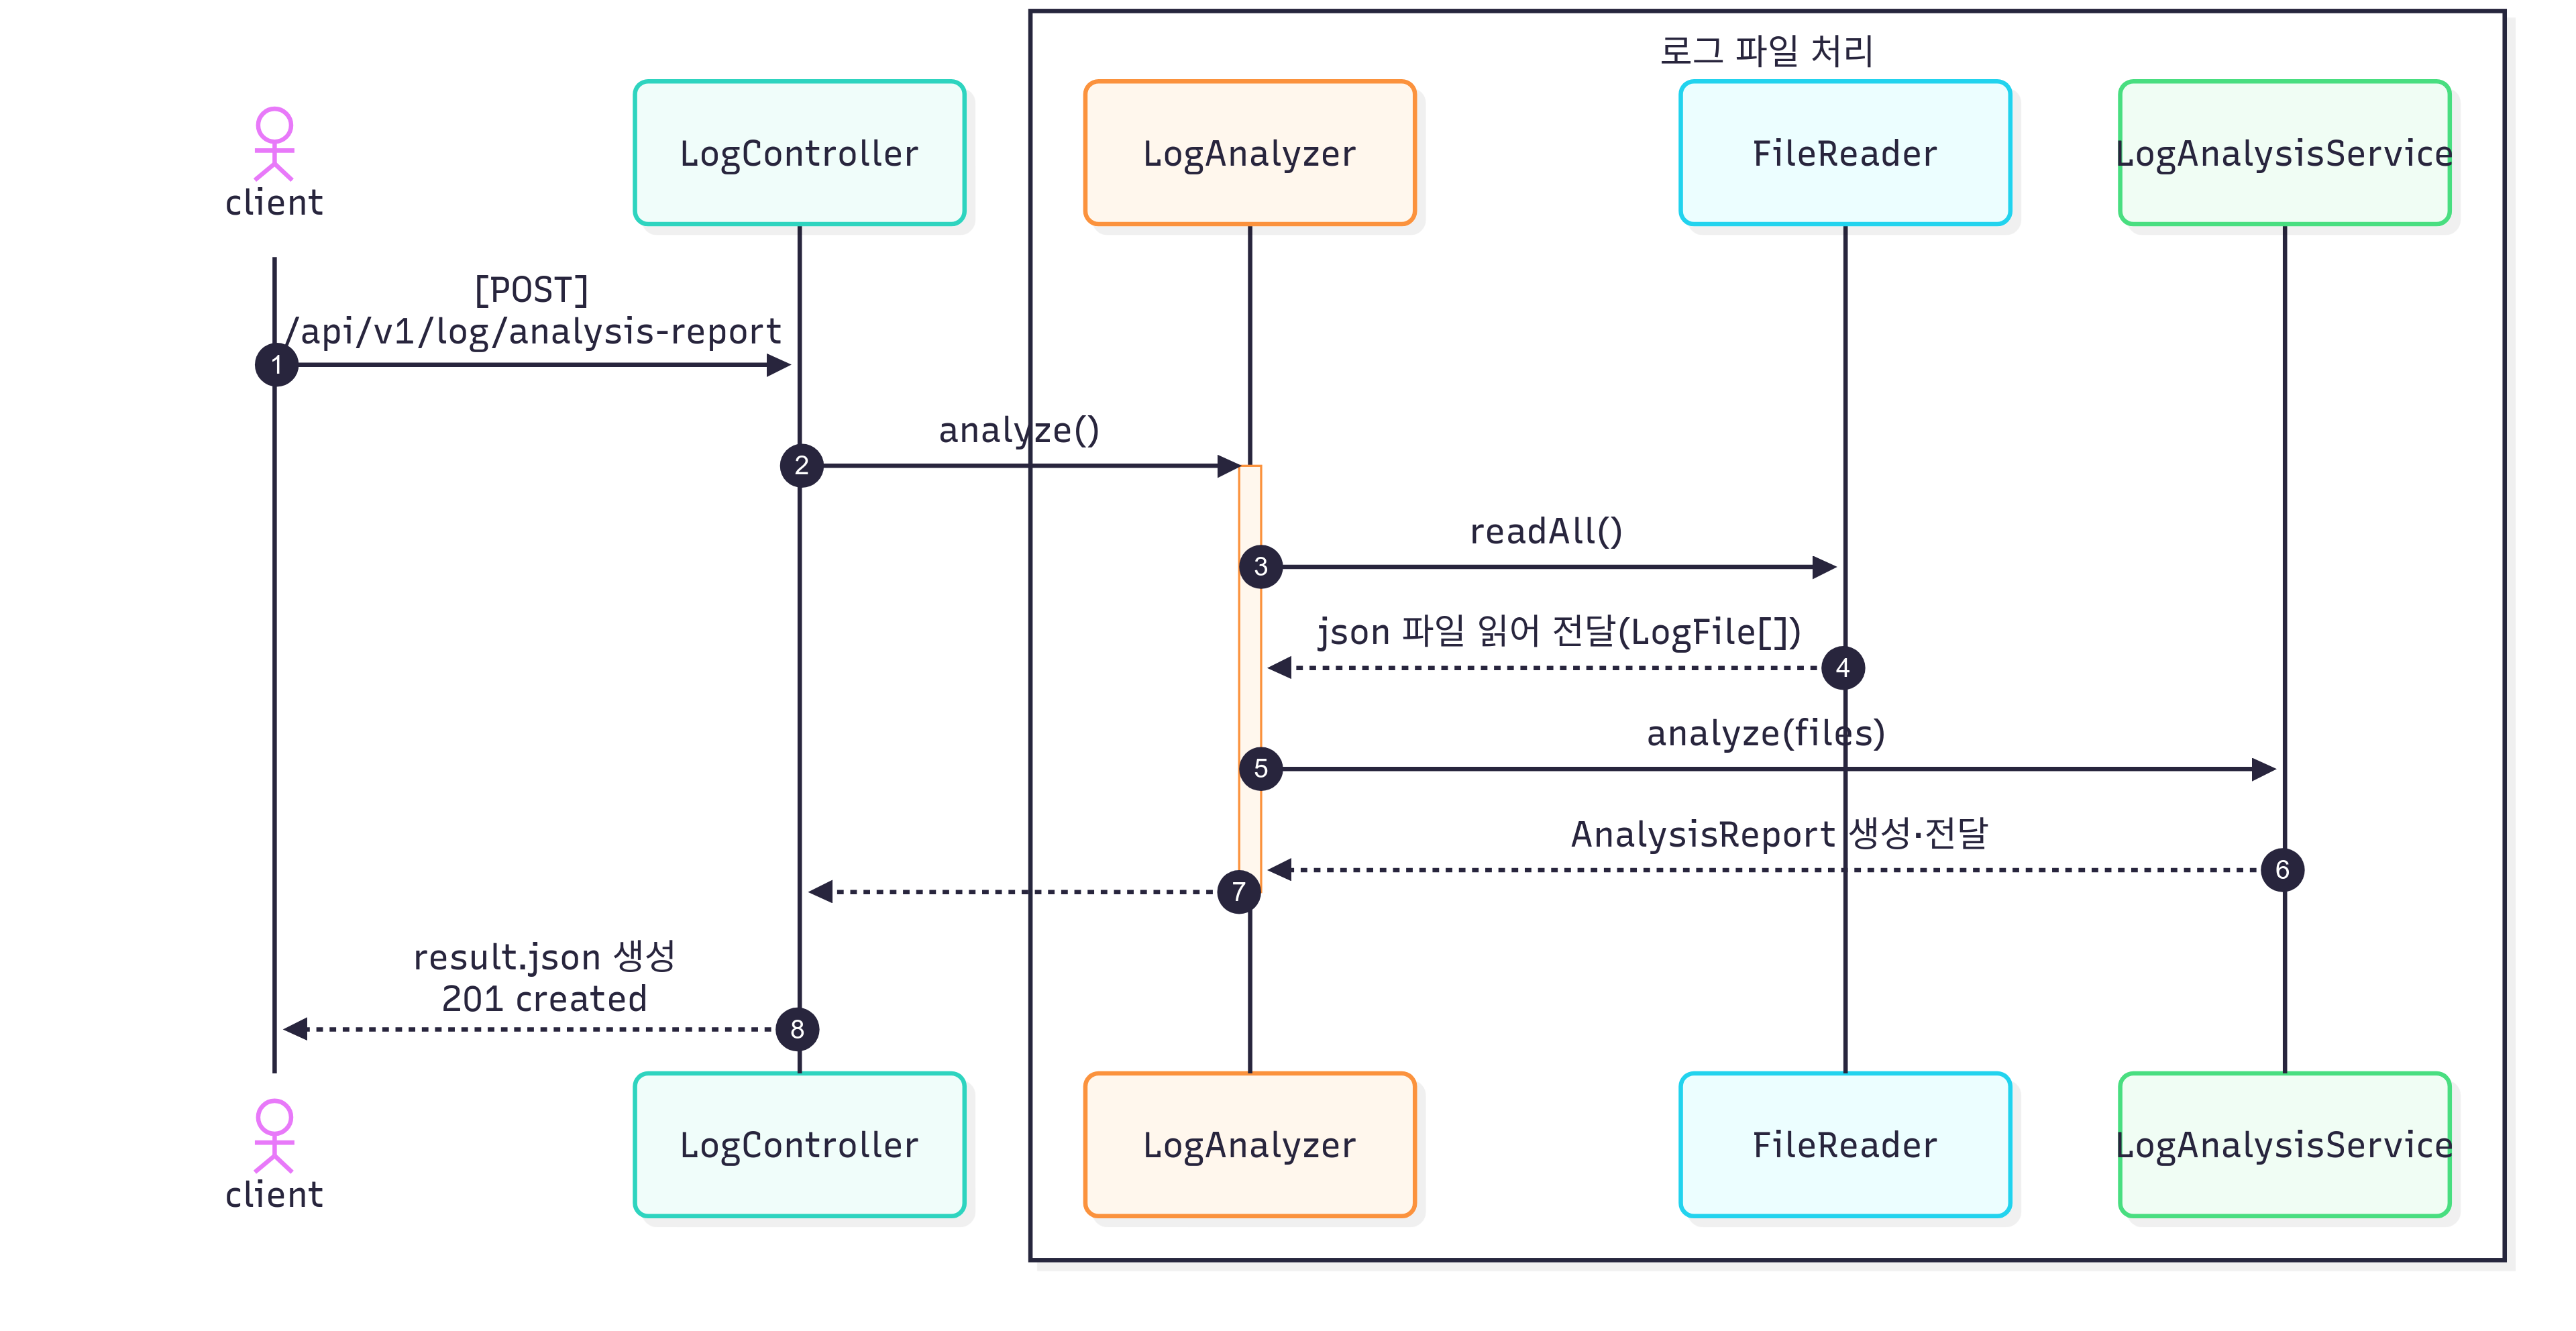 로그 파일 처리
client
LogController
LogAnalyzer
FileReader
LogAnalysisService
[POST]
/api/v1/log/analysis-report
1
analyze()
2
readAll()
3
json 파일 읽어 전달(LogFile[])
4
analyze(files)
5
AnalysisReport 생성·전달
6
7
result.json 생성
201 created
8
client
LogController
LogAnalyzer
FileReader
LogAnalysisService